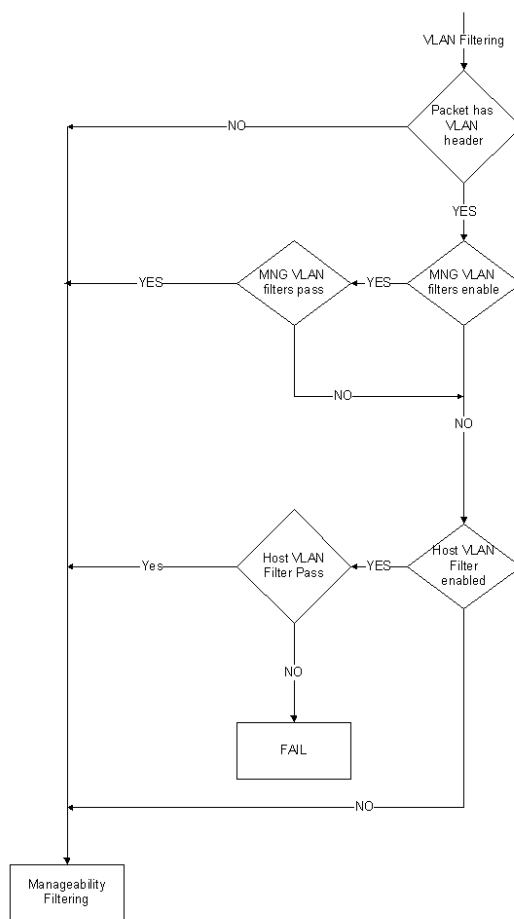 VLAN Filtering
Packet has
VLAN
header
NO
YES
MNG VLAN
filters pass
MNG VLAN
filters enable
YES
YES
NO
NO
Host VLAN
Filter Pass
Host VLAN
Filter
enabled
Yes
YES
NO
FAIL
NO
Manageability
Filtering